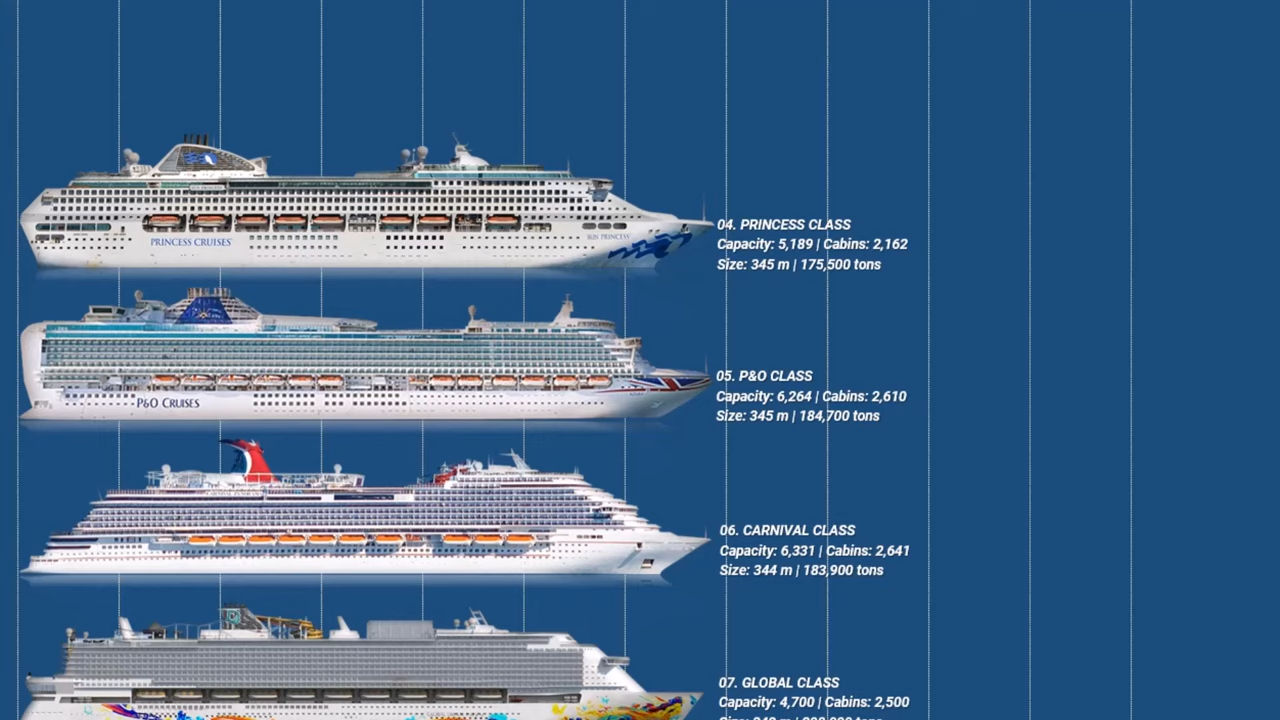 PRINCESS CRUISES
SUN PRINCESS
04. PRINCESS CLASS
Capacity: 5,189 | Cabins: 2,162
Size: 345 m | 175,500 tons
P&O CRUISES
05. P&O CLASS
Capacity: 6,264 | Cabins: 2,610
Size: 345 m | 184,700 tons
06. CARNIVAL CLASS
Capacity: 6,331 | Cabins: 2,641
Size: 344 m | 183,900 tons
07. GLOBAL CLASS
Capacity: 4,700 | Cabins: 2,500